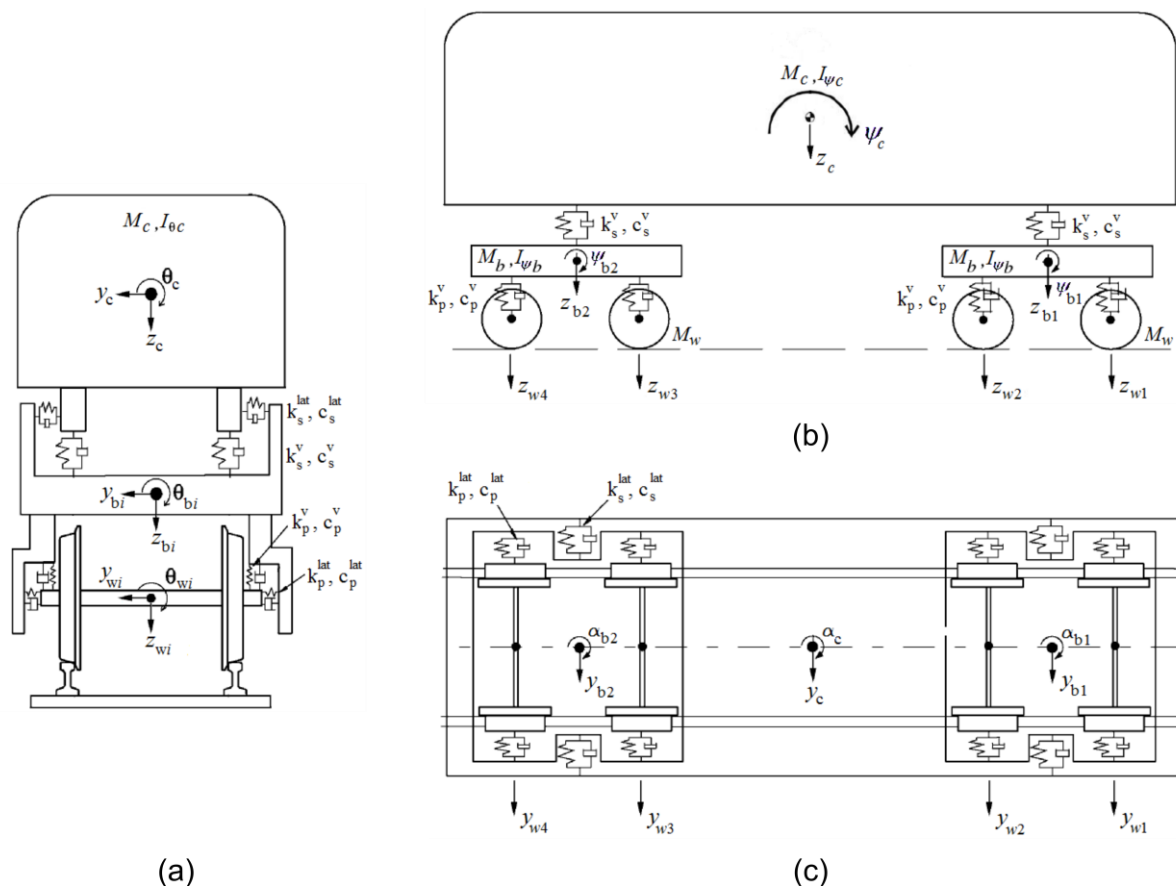 M_c, I_θc
θ_c
y_c
z_c
k_s^lat, c_s^lat
k_s^v, c_s^v
y_bi
θ_bi
z_bi
k_p^v, c_p^v
y_wi
θ_wi
k_p^lat, c_p^lat
z_wi
(a)
M_c, I_ψc
ψ_c
z_c
k_s^v, c_s^v
k_s^v, c_s^v
M_b, I_ψb
ψ_b2
M_b, I_ψb
ψ_b1
k_p^v, c_p^v
z_b2
k_p^v, c_p^v
z_b1
M_w
M_w
z_w4
z_w3
z_w2
z_w1
(b)
k_p^lat, c_p^lat
k_s^lat, c_s^lat
α_b2
α_c
α_b1
y_b2
y_c
y_b1
y_w4
y_w3
y_w2
y_w1
(c)